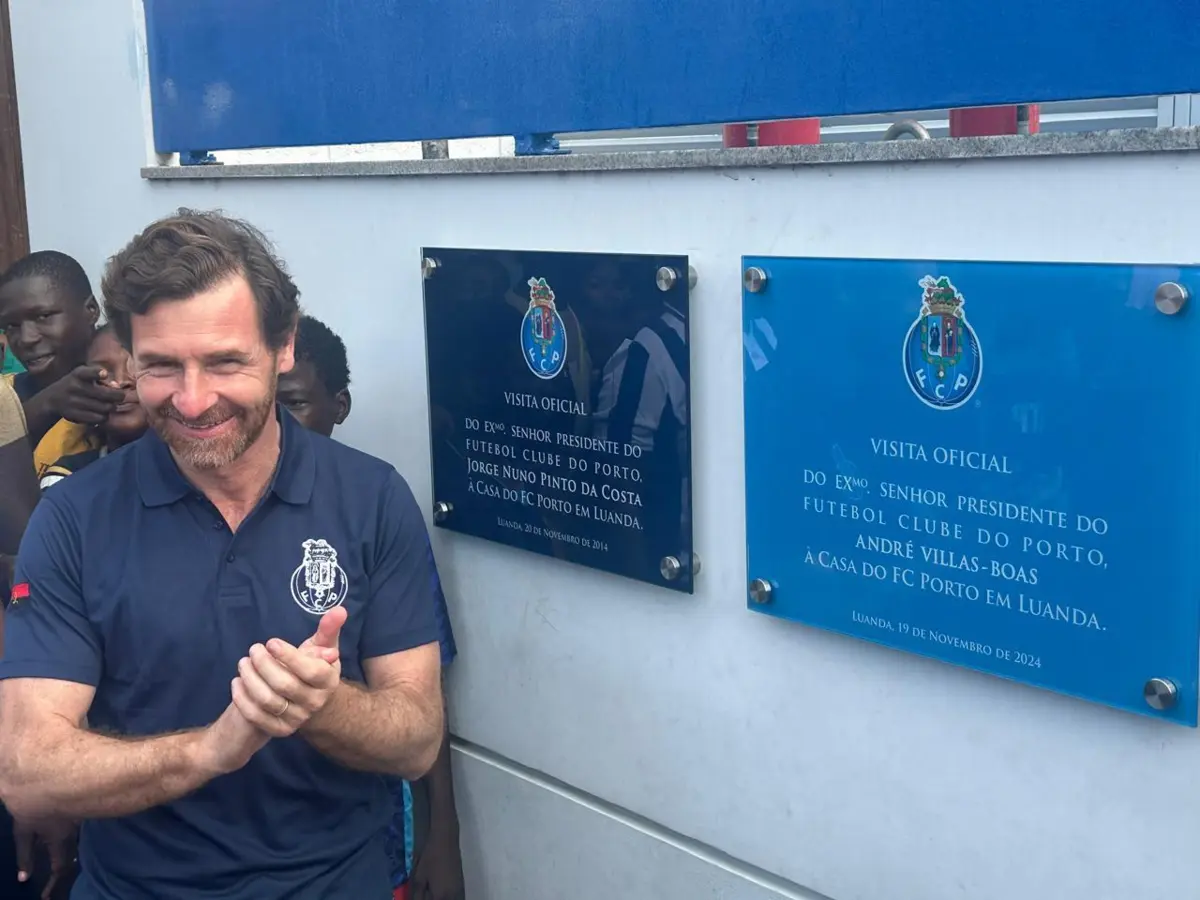 FCP
VISITA OFICIAL
DO EXMO. SENHOR PRESIDENTE DO
FUTEBOL CLUBE DO PORTO,
JORGE NUNO PINTO DA COSTA
À CASA DO FC PORTO EM LUANDA.
LUANDA, 20 DE NOVEMBRO DE 2014
FCP
VISITA OFICIAL
DO EXMO. SENHOR PRESIDENTE DO
FUTEBOL CLUBE DO PORTO,
ANDRÉ VILLAS-BOAS
À CASA DO FC PORTO EM LUANDA.
LUANDA, 19 DE NOVEMBRO DE 2024
FCP